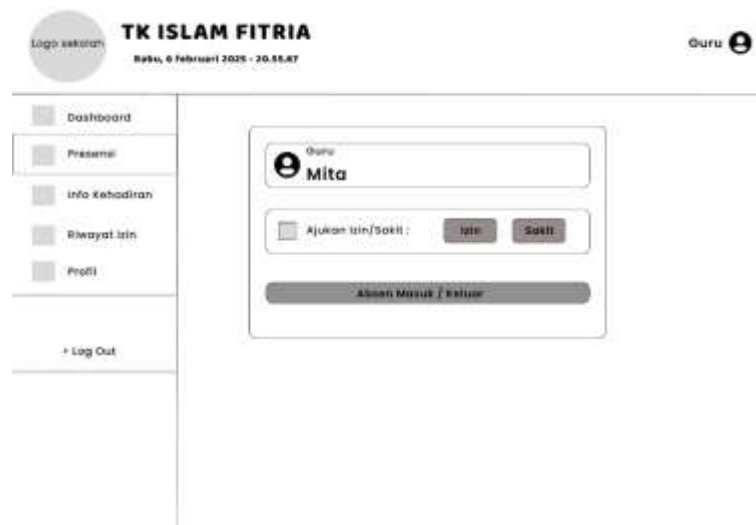 Logo sekolah
TK ISLAM FITRIA
Rabu, 6 februari 2025 - 20.55.67
Guru
Dashboard
Presensi
Info Kehadiran
Riwayat Izin
Profil
> Log Out
Guru
Mita
Ajukan Izin/Sakit :
Izin
Sakit
Absen Masuk / Keluar